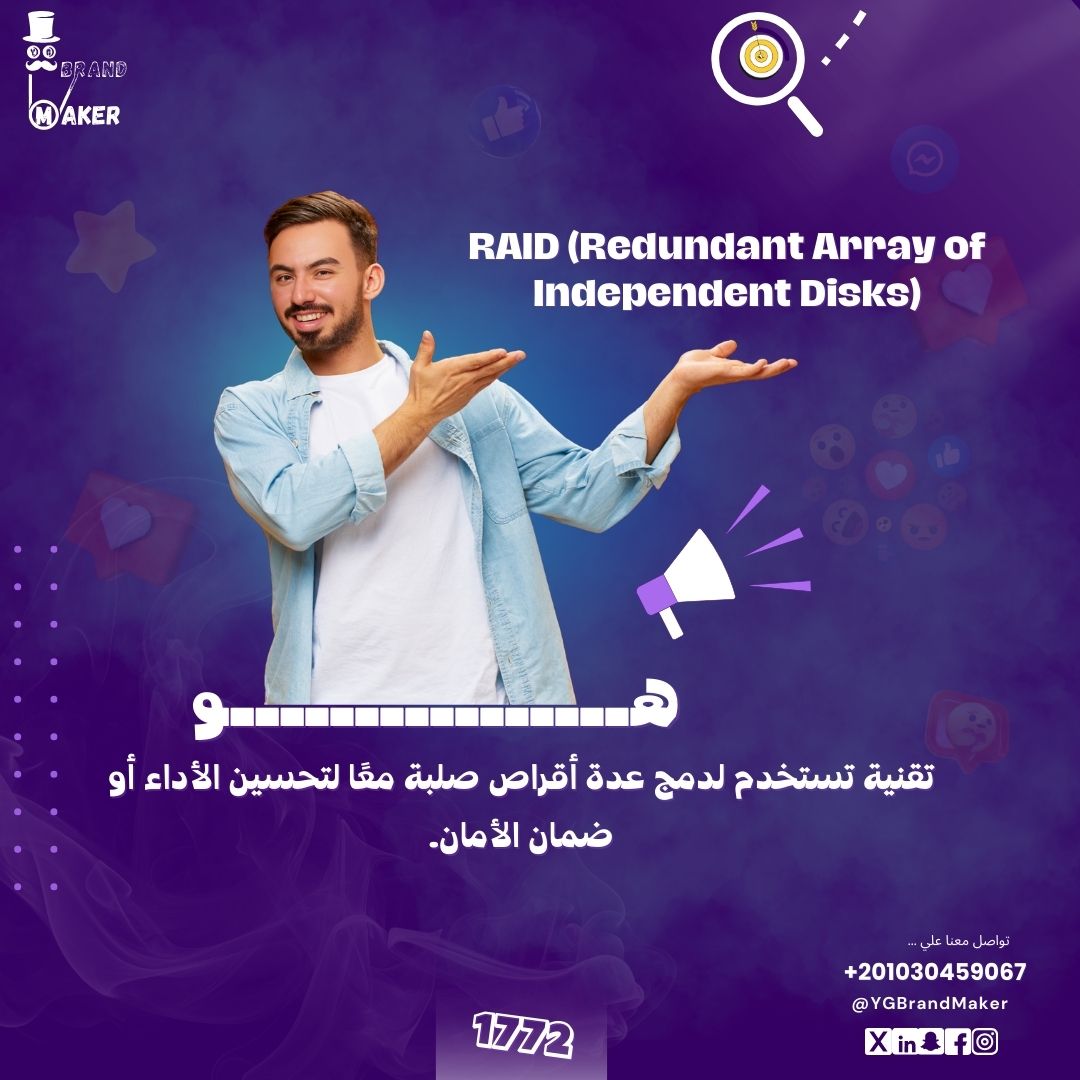 BRAND
MAKER
RAID (Redundant Array of
Independent Disks)
هـــــــــــــــــو
تقنية تستخدم لدمج عدة أقراص صلبة معًا لتحسين الأداء أو
ضمان الأمان.
تواصل معنا علي ...
+201030459067
@YGBrandMaker
1772